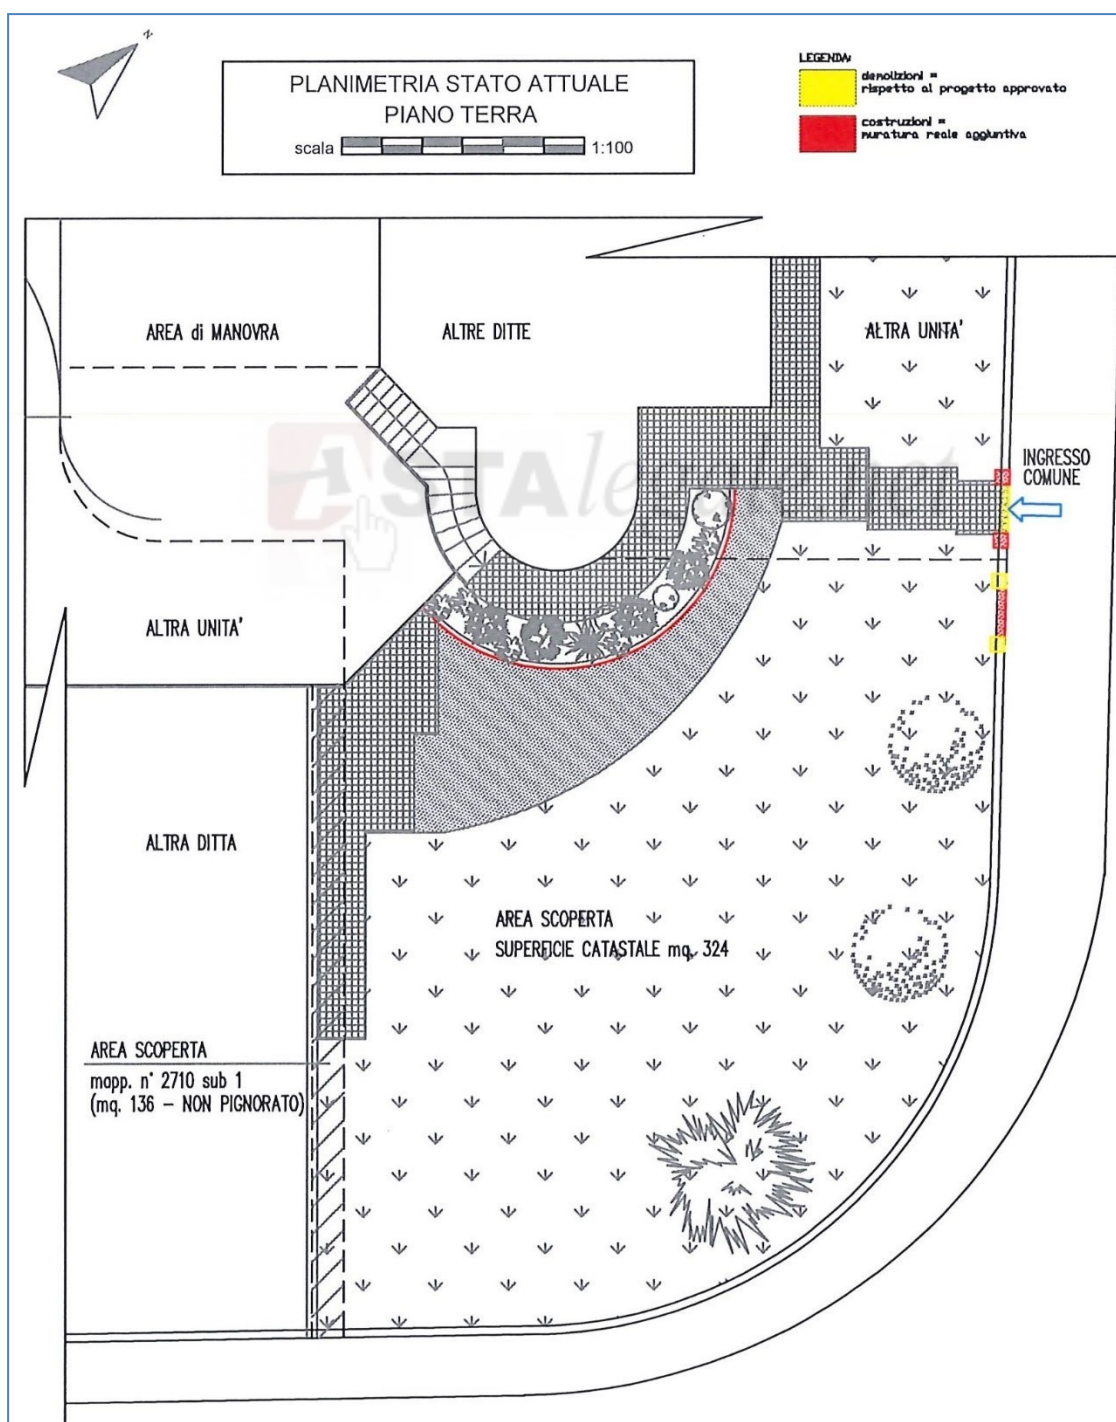 N
PLANIMETRIA STATO ATTUALE
PIANO TERRA
scala 1:100
LEGENDA:
demolizioni =
rispetto al progetto approvato
costruzioni =
muratura reale aggiuntiva
AREA di MANOVRA
ALTRE DITTE
ALTRA UNITA'
INGRESSO
COMUNE
ASTAlegale.net
ALTRA UNITA'
ALTRA DITTA
AREA SCOPERTA
SUPERFICIE CATASTALE mq. 324
AREA SCOPERTA
mapp. n° 2710 sub 1
(mq. 136 – NON PIGNORATO)